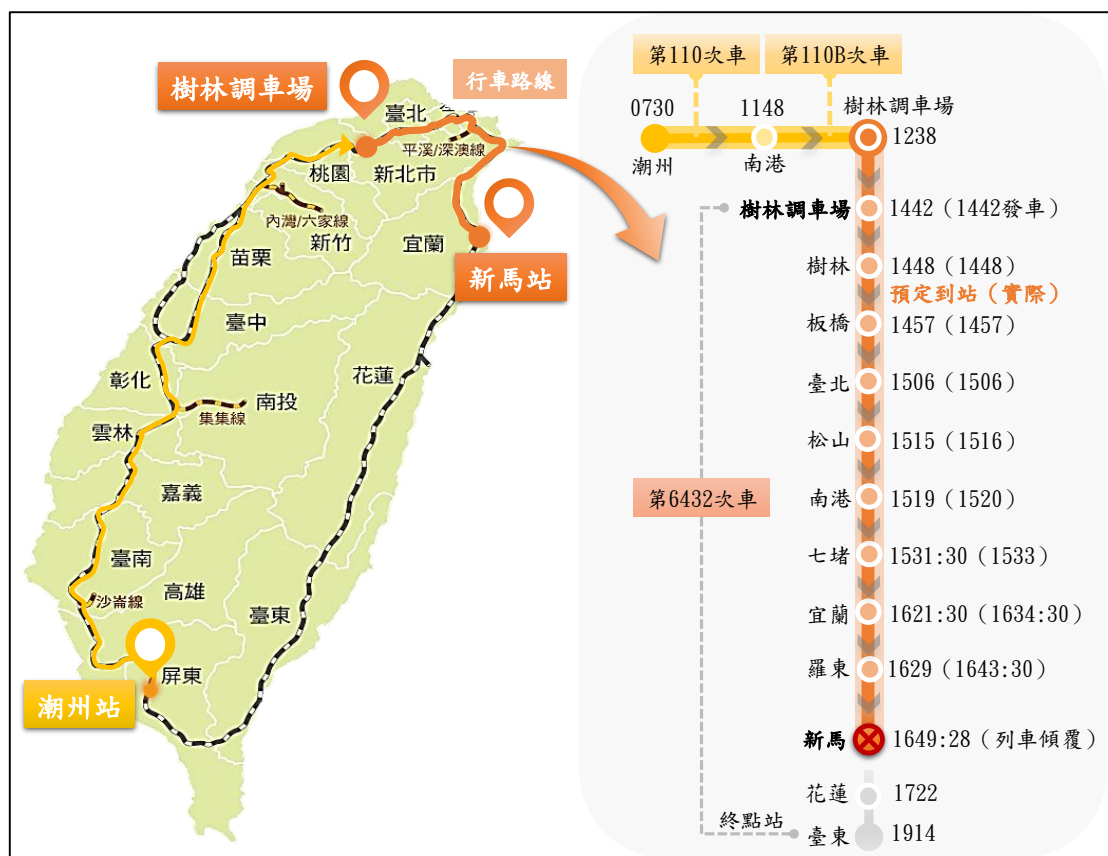 樹林調車場
行車路線
臺北
平溪/深澳線
桃園
新北市
內灣/六家線
新竹
宜蘭
新馬站
苗栗
臺中
彰化
花蓮
南投
集集線
雲林
嘉義
臺南
沙崙線
高雄
臺東
屏東
潮州站
第110次車
第110B次車
0730
1148
樹林調車場
1238
潮州
南港
樹林調車場
1442（1442發車）
樹林
1448（1448）
預定到站（實際）
板橋
1457（1457）
臺北
1506（1506）
松山
1515（1516）
第6432次車
南港
1519（1520）
七堵
1531:30（1533）
宜蘭
1621:30（1634:30）
羅東
1629（1643:30）
新馬
1649:28（列車傾覆）
花蓮
1722
終點站
臺東
1914